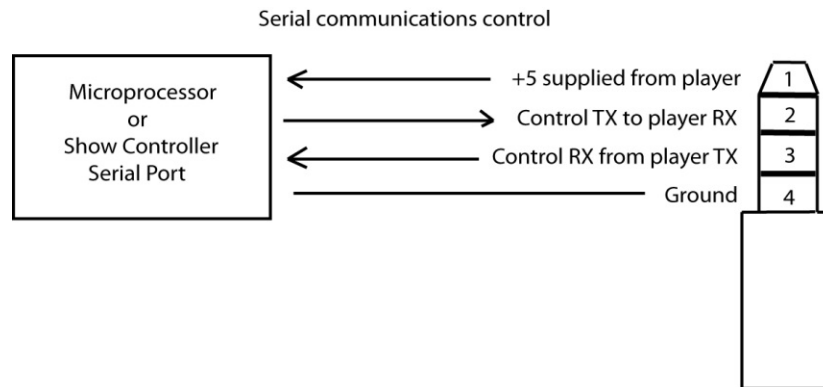 Serial communications control
Microprocessor
or
Show Controller
Serial Port
+5 supplied from player
Control TX to player RX
Control RX from player TX
Ground
1
2
3
4